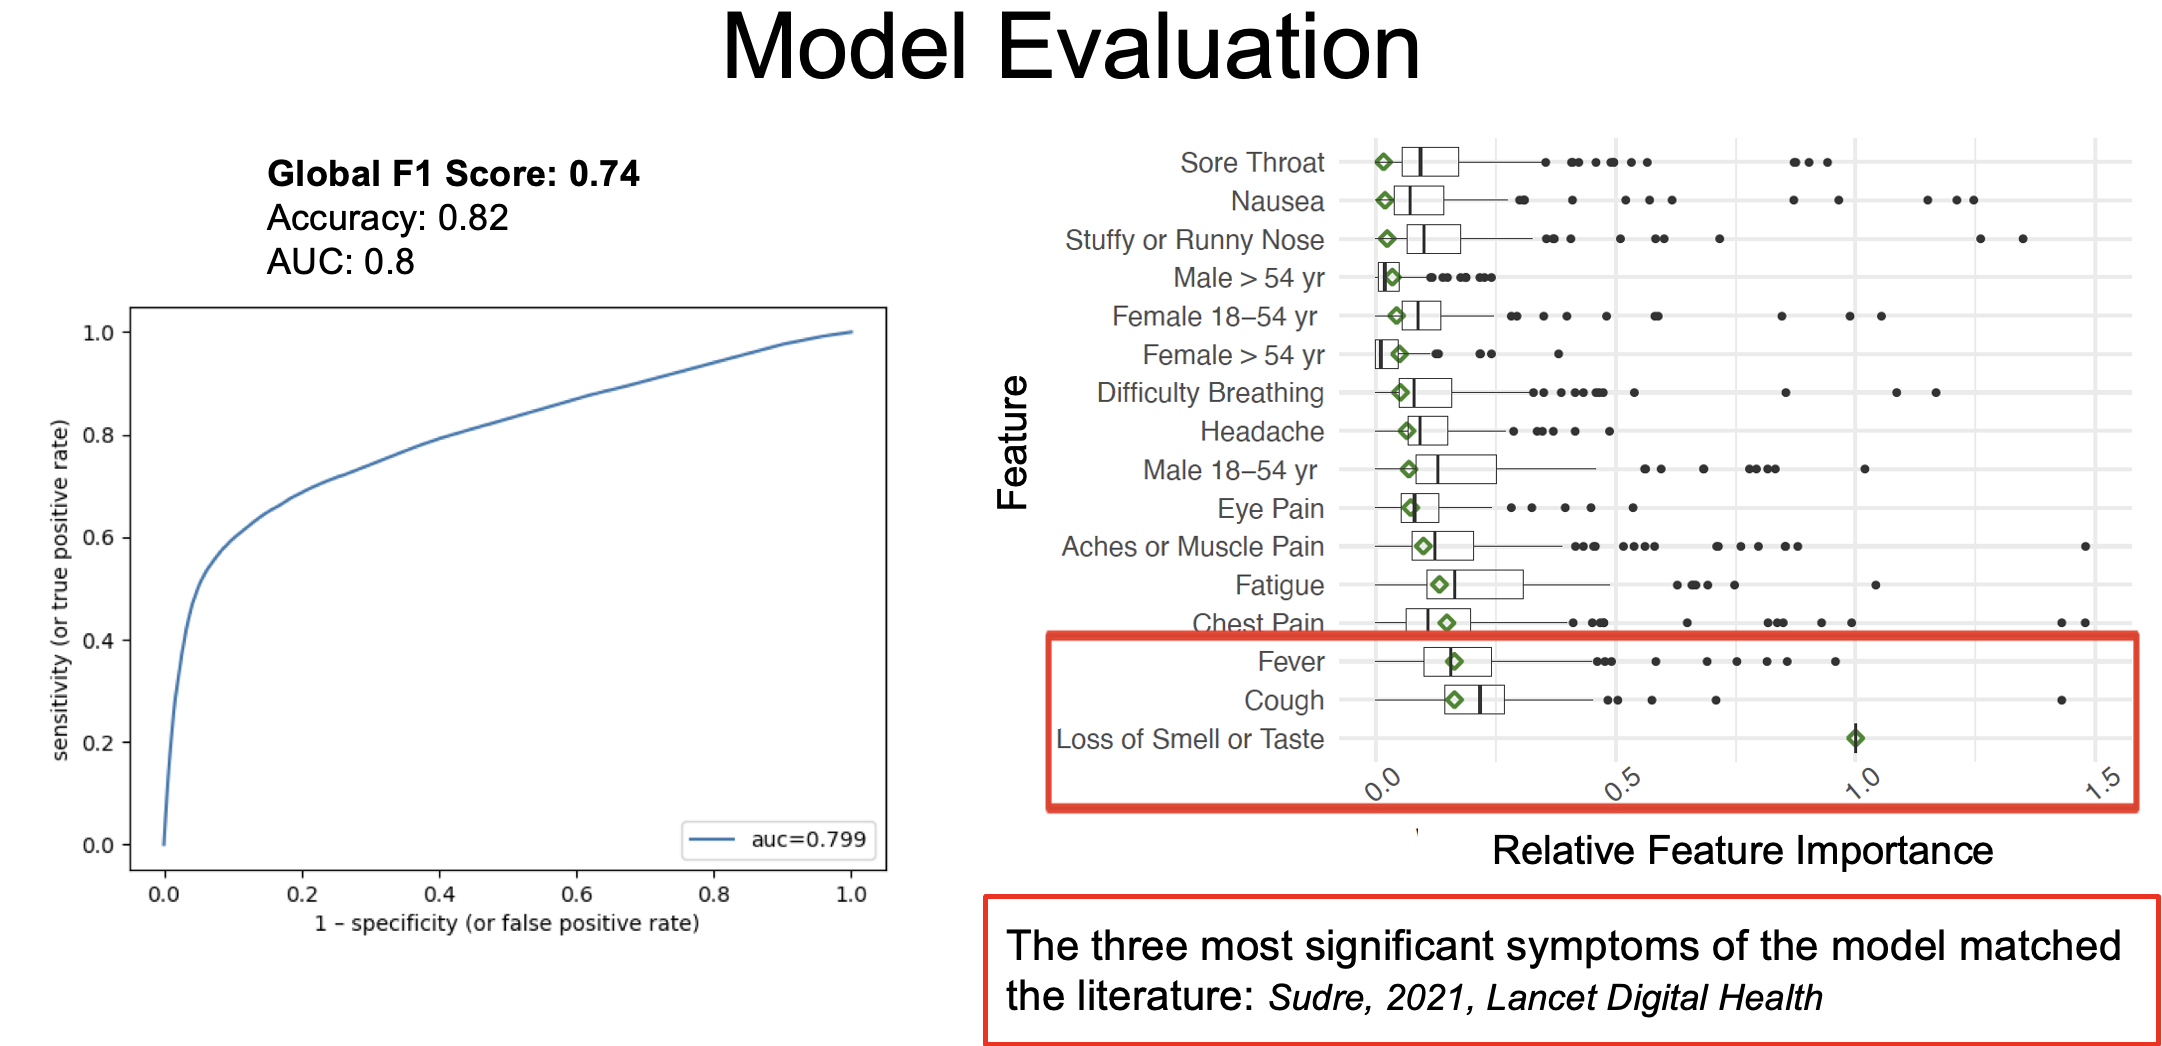 Model Evaluation
Global F1 Score: 0.74
Accuracy: 0.82
AUC: 0.8
1.0
0.8
0.6
0.4
0.2
0.0
sensitivity (or true positive rate)
auc=0.799
0.0 0.2 0.4 0.6 0.8 1.0
1 – specificity (or false positive rate)
Feature
Sore Throat
Nausea
Stuffy or Runny Nose
Male > 54 yr
Female 18–54 yr
Female > 54 yr
Difficulty Breathing
Headache
Male 18–54 yr
Eye Pain
Aches or Muscle Pain
Fatigue
Chest Pain
Fever
Cough
Loss of Smell or Taste
0.0 0.5 1.0 1.5
Relative Feature Importance
The three most significant symptoms of the model matched
the literature: Sudre, 2021, Lancet Digital Health